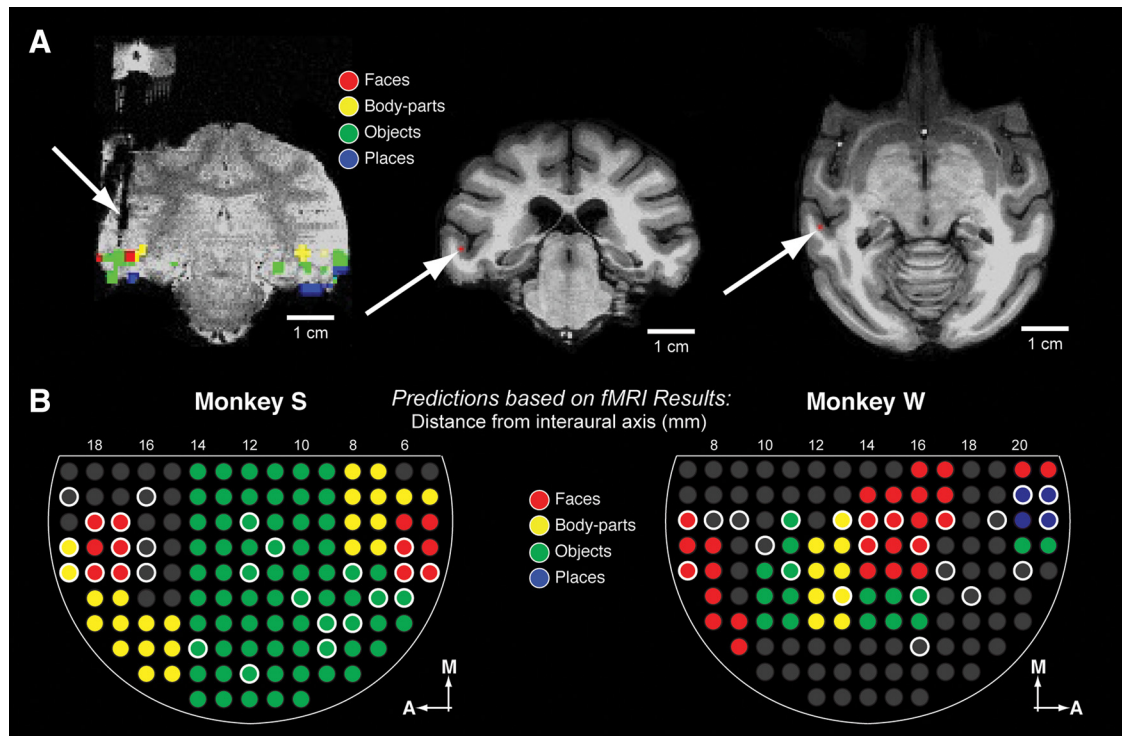 A
Faces
Body-parts
Objects
Places
1 cm
1 cm
1 cm
B
Monkey S
Predictions based on fMRI Results:
Distance from interaural axis (mm)
Monkey W
18 16 14 12 10 8 6
8 10 12 14 16 18 20
Faces
Body-parts
Objects
Places
M
A
M
A